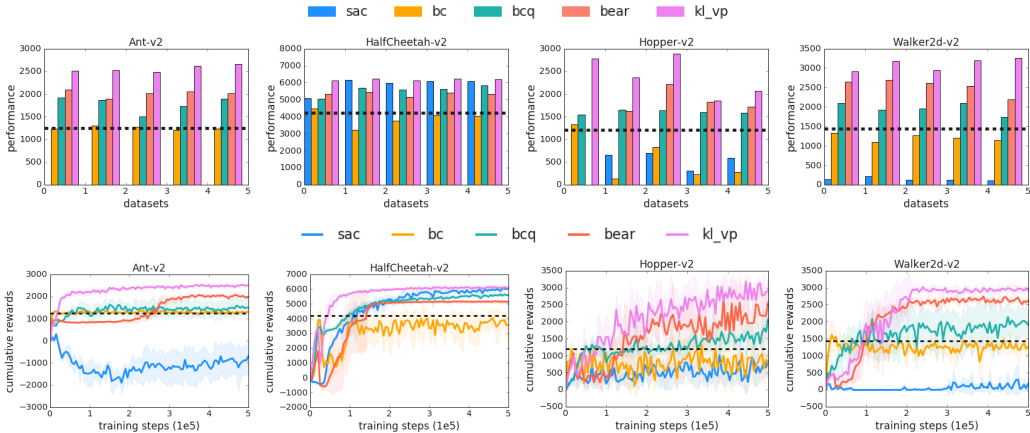 sac bc bcq bear kl_vp
Ant-v2 HalfCheetah-v2 Hopper-v2 Walker2d-v2
performance
3000
2500
2000
1500
1000
500
0
0 1 2 3 4 5
datasets
performance
8000
7000
6000
5000
4000
3000
2000
1000
0
0 1 2 3 4 5
datasets
performance
3000
2500
2000
1500
1000
500
0
0 1 2 3 4 5
datasets
performance
3500
3000
2500
2000
1500
1000
500
0
0 1 2 3 4 5
datasets
sac bc bcq bear kl_vp
Ant-v2 HalfCheetah-v2 Hopper-v2 Walker2d-v2
cumulative rewards
3000
2000
1000
0
−1000
−2000
−3000
0 1 2 3 4 5
training steps (1e5)
cumulative rewards
7000
6000
5000
4000
3000
2000
1000
0
−1000
−2000
0 1 2 3 4 5
training steps (1e5)
cumulative rewards
3500
3000
2500
2000
1500
1000
500
0
−500
0 1 2 3 4 5
training steps (1e5)
cumulative rewards
3500
3000
2500
2000
1500
1000
500
0
−500
0 1 2 3 4 5
training steps (1e5)